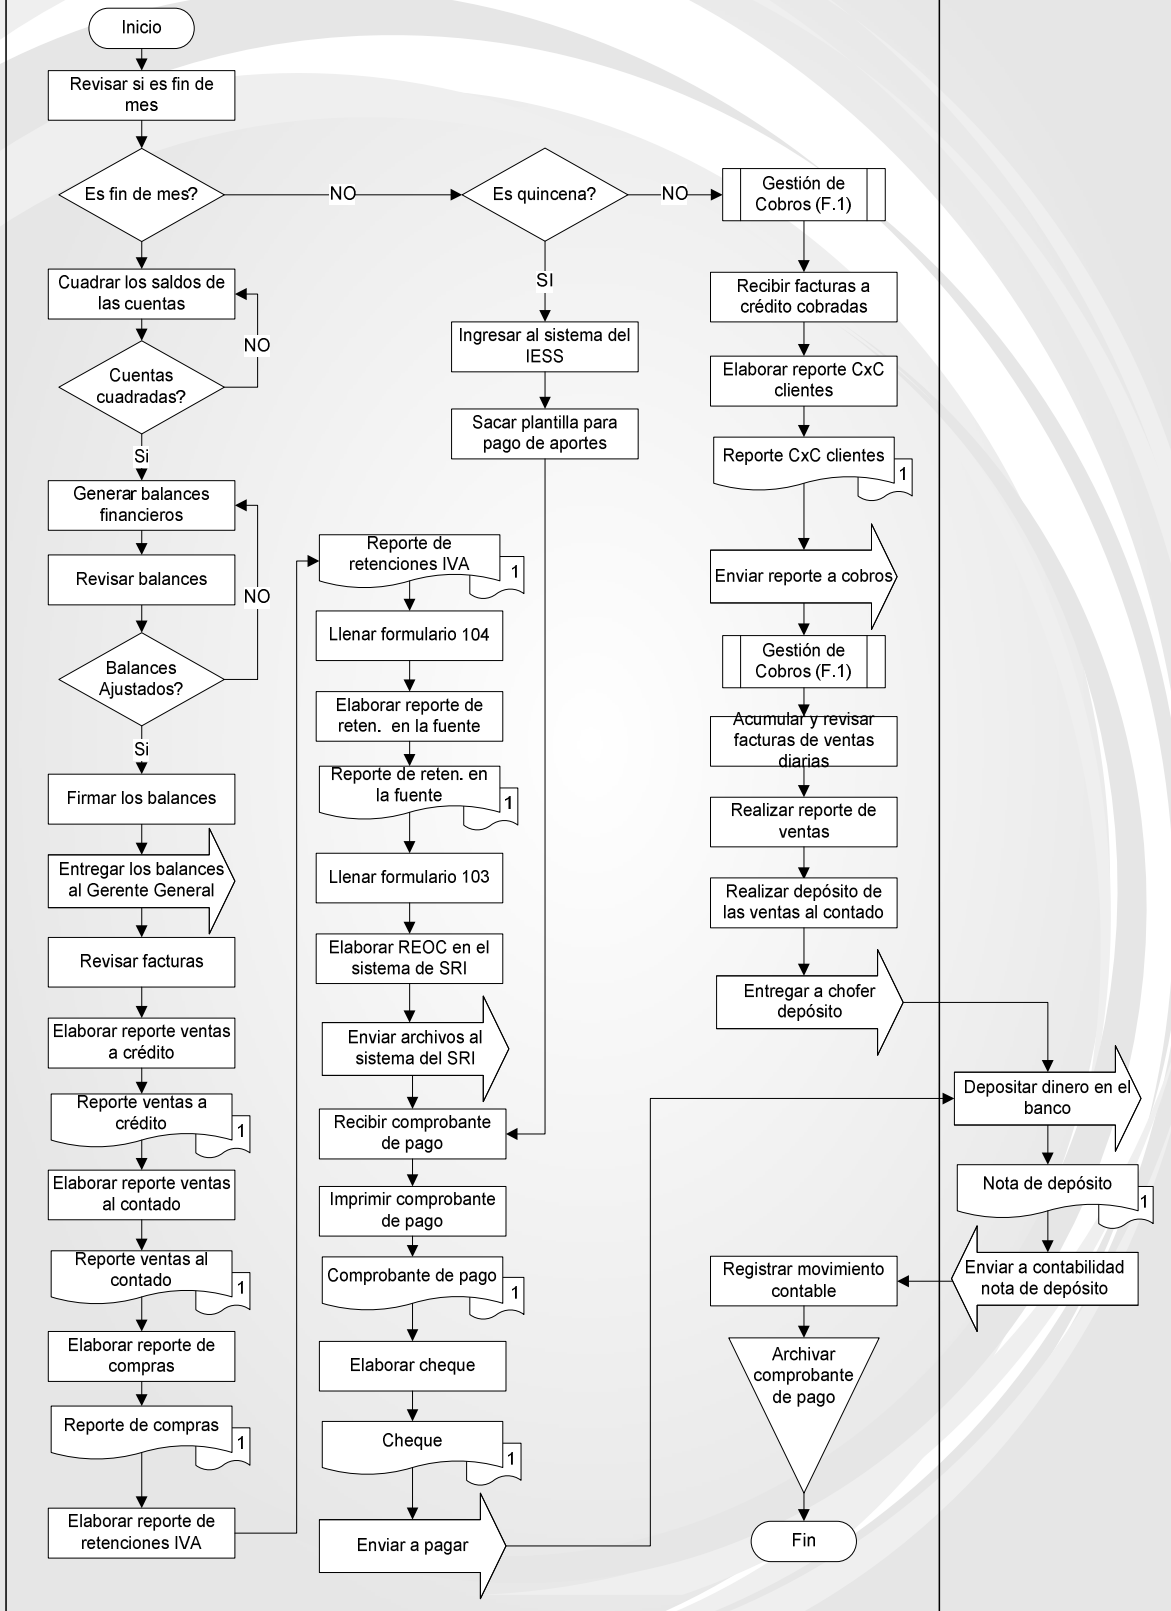 Inicio
Revisar si es fin de
mes
Es fin de mes?
NO
Es quincena?
NO
Gestión de
Cobros (F.1)
Cuadrar los saldos de
las cuentas
NO
Cuentas
cuadradas?
Si
Generar balances
financieros
Revisar balances
NO
Balances
Ajustados?
Si
Firmar los balances
Entregar los balances
al Gerente General
Revisar facturas
Elaborar reporte ventas
a crédito
Reporte ventas a
crédito
1
Elaborar reporte ventas
al contado
Reporte ventas al
contado
1
Elaborar reporte de
compras
Reporte de compras
1
Elaborar reporte de
retenciones IVA
SI
Ingresar al sistema del
IESS
Sacar plantilla para
pago de aportes
Reporte de
retenciones IVA
1
Llenar formulario 104
Elaborar reporte de
reten. en la fuente
Reporte de reten. en
la fuente
1
Llenar formulario 103
Elaborar REOC en el
sistema de SRI
Enviar archivos al
sistema del SRI
Recibir comprobante
de pago
Imprimir comprobante
de pago
Comprobante de pago
1
Elaborar cheque
Cheque
1
Enviar a pagar
Recibir facturas a
crédito cobradas
Elaborar reporte CxC
clientes
Reporte CxC clientes
1
Enviar reporte a cobros
Gestión de
Cobros (F.1)
Acumular y revisar
facturas de ventas
diarias
Realizar reporte de
ventas
Realizar depósito de
las ventas al contado
Entregar a chofer
depósito
Depositar dinero en el
banco
Nota de depósito
1
Enviar a contabilidad
nota de depósito
Registrar movimiento
contable
Archivar
comprobante
de pago
Fin